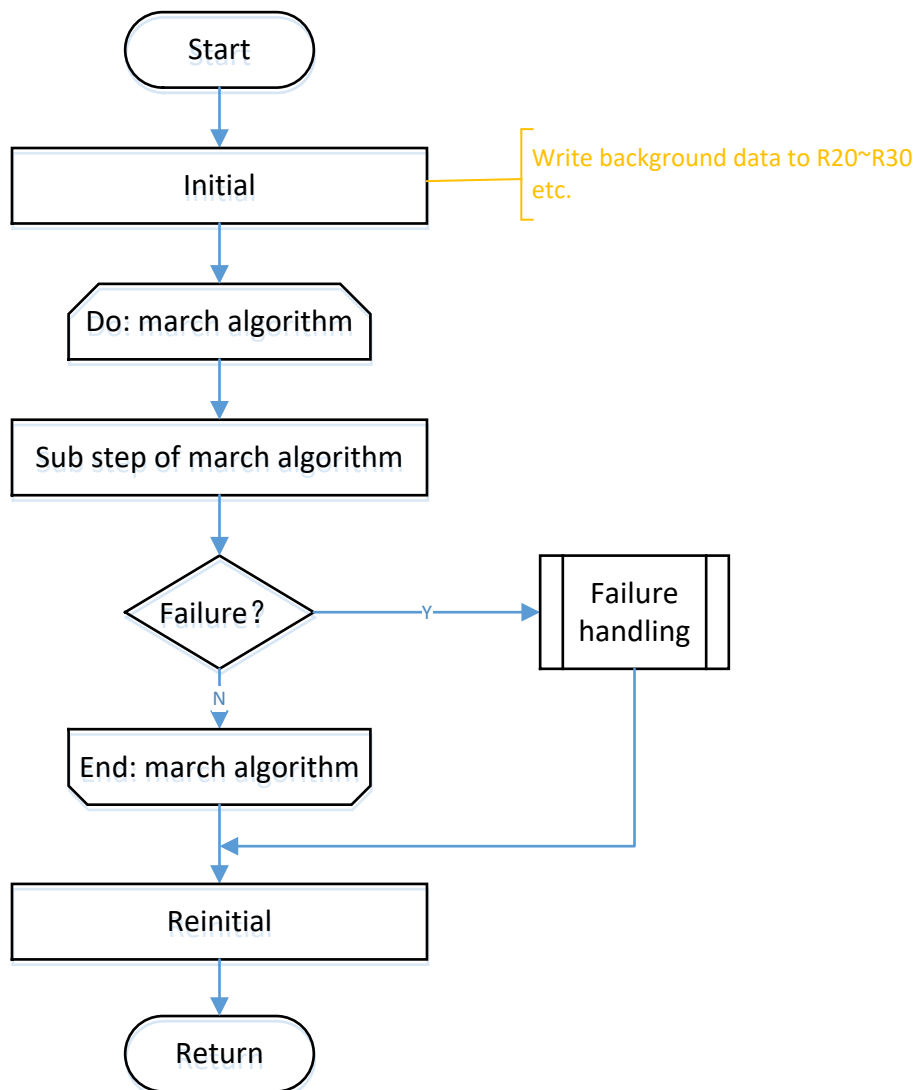 Start
Initial
Write background data to R20~R30
etc.
Do: march algorithm
Sub step of march algorithm
Failure?
Y
Failure
handling
N
End: march algorithm
Reinitial
Return